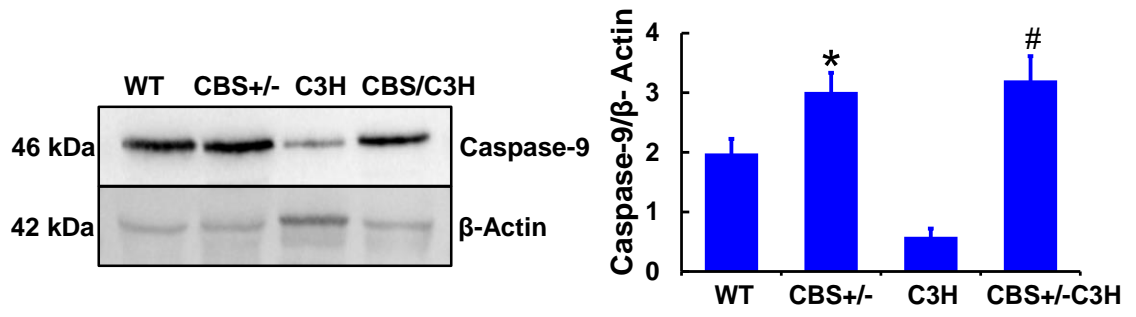 WT CBS+/- C3H CBS/C3H
46 kDa Caspase-9
42 kDa β-Actin
Caspase-9/β- Actin
4
3
2
1
0
*
#
WT CBS+/- C3H CBS+/-C3H